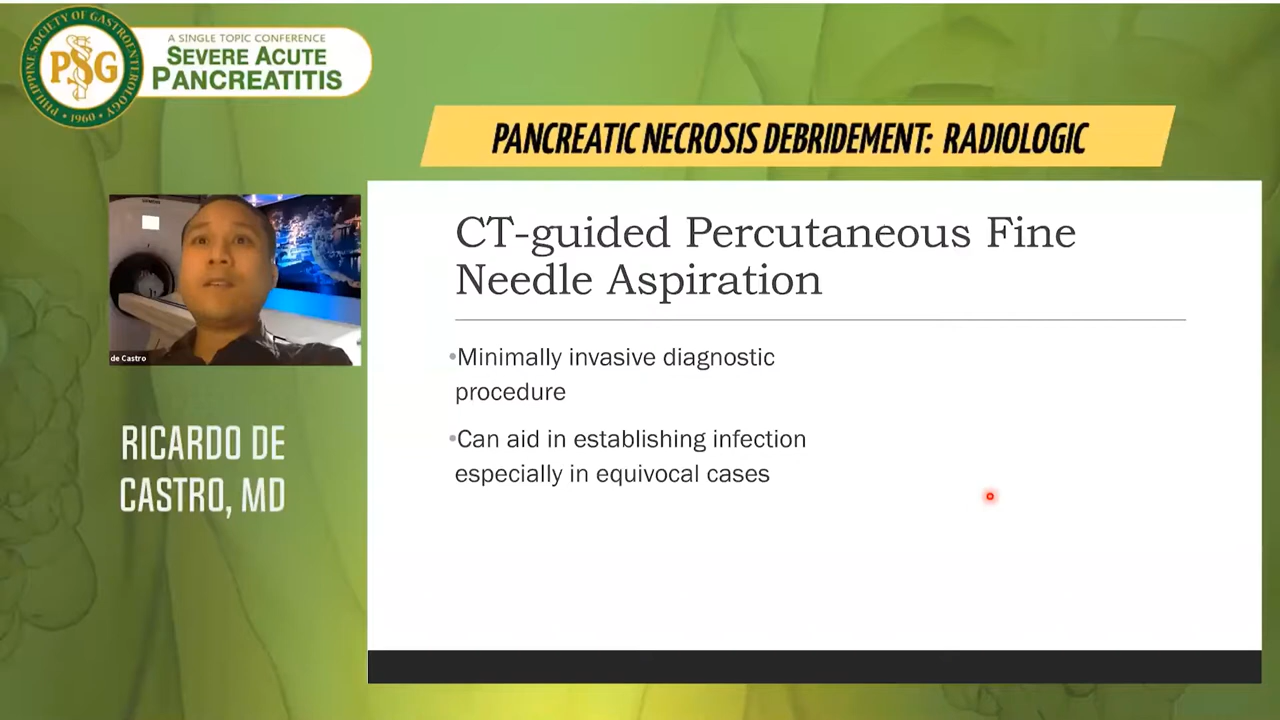 PHILIPPINE SOCIETY OF GASTROENTEROLOGY
PSG
• 1960 •
A SINGLE TOPIC CONFERENCE
SEVERE ACUTE
PANCREATITIS
PANCREATIC NECROSIS DEBRIDEMENT: RADIOLOGIC
SIEMENS
de Castro
RICARDO DE
CASTRO, MD
CT-guided Percutaneous Fine
Needle Aspiration
•Minimally invasive diagnostic
procedure
•Can aid in establishing infection
especially in equivocal cases